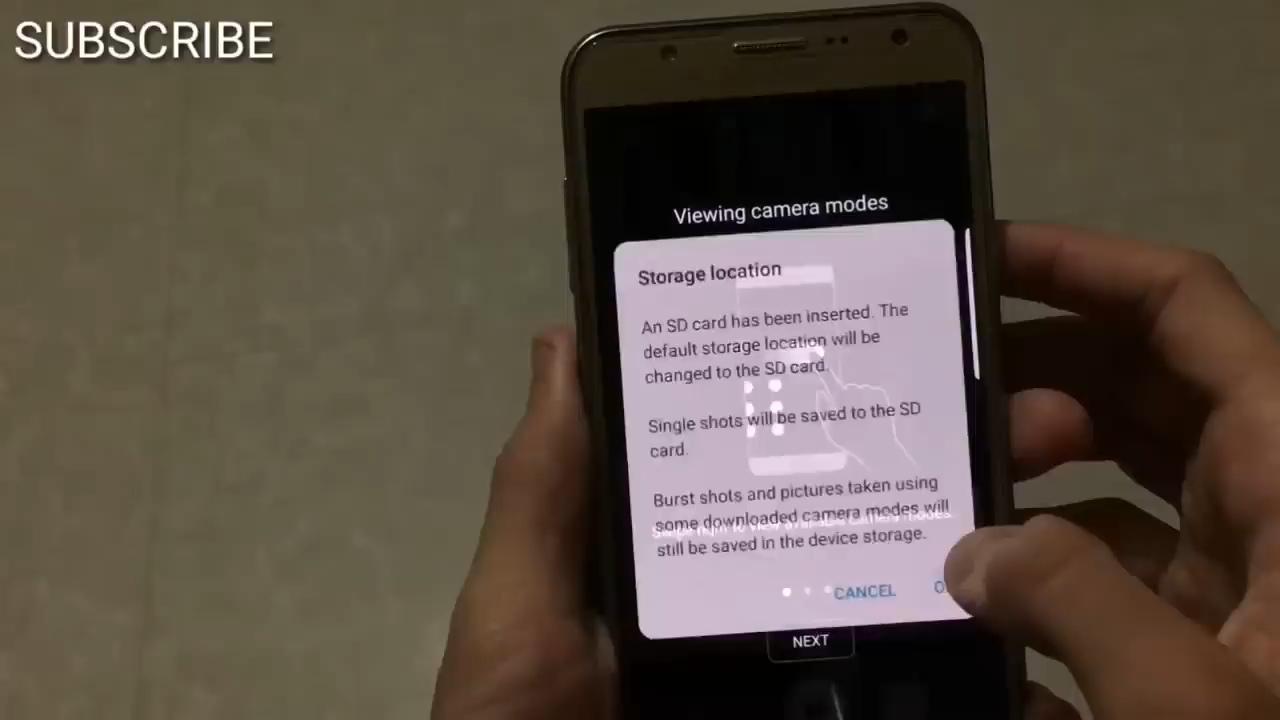 SUBSCRIBE
Viewing camera modes
Storage location
An SD card has been inserted. The
default storage location will be
changed to the SD card.
Single shots will be saved to the SD
card.
Burst shots and pictures taken using
some downloaded camera modes will
still be saved in the device storage.
CANCEL
NEXT